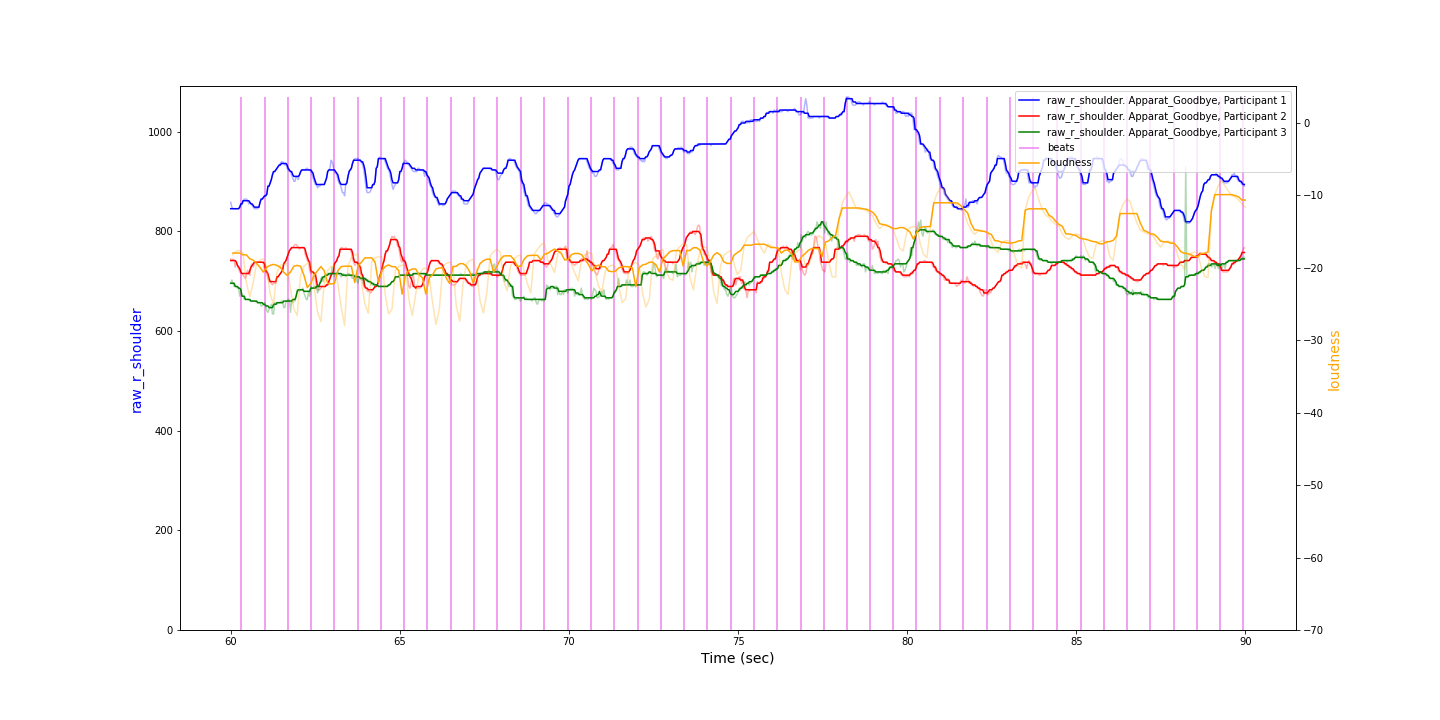 raw_r_shoulder. Apparat_Goodbye, Participant 1
raw_r_shoulder. Apparat_Goodbye, Participant 2
raw_r_shoulder. Apparat_Goodbye, Participant 3
beats
loudness
1000
800
600
400
200
0
raw_r_shoulder
0
−10
−20
−30
−40
−50
−60
−70
loudness
60
65
70
75
80
85
90
Time (sec)